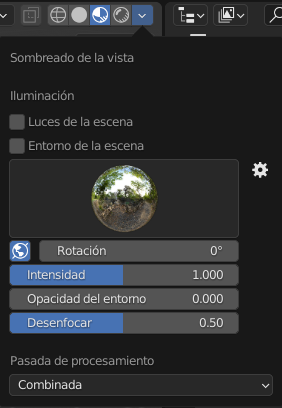 Sombreado de la vista
Iluminación
Luces de la escena
Entorno de la escena
Rotación 0°
Intensidad 1.000
Opacidad del entorno 0.000
Desenfocar 0.50
Pasada de procesamiento
Combinada